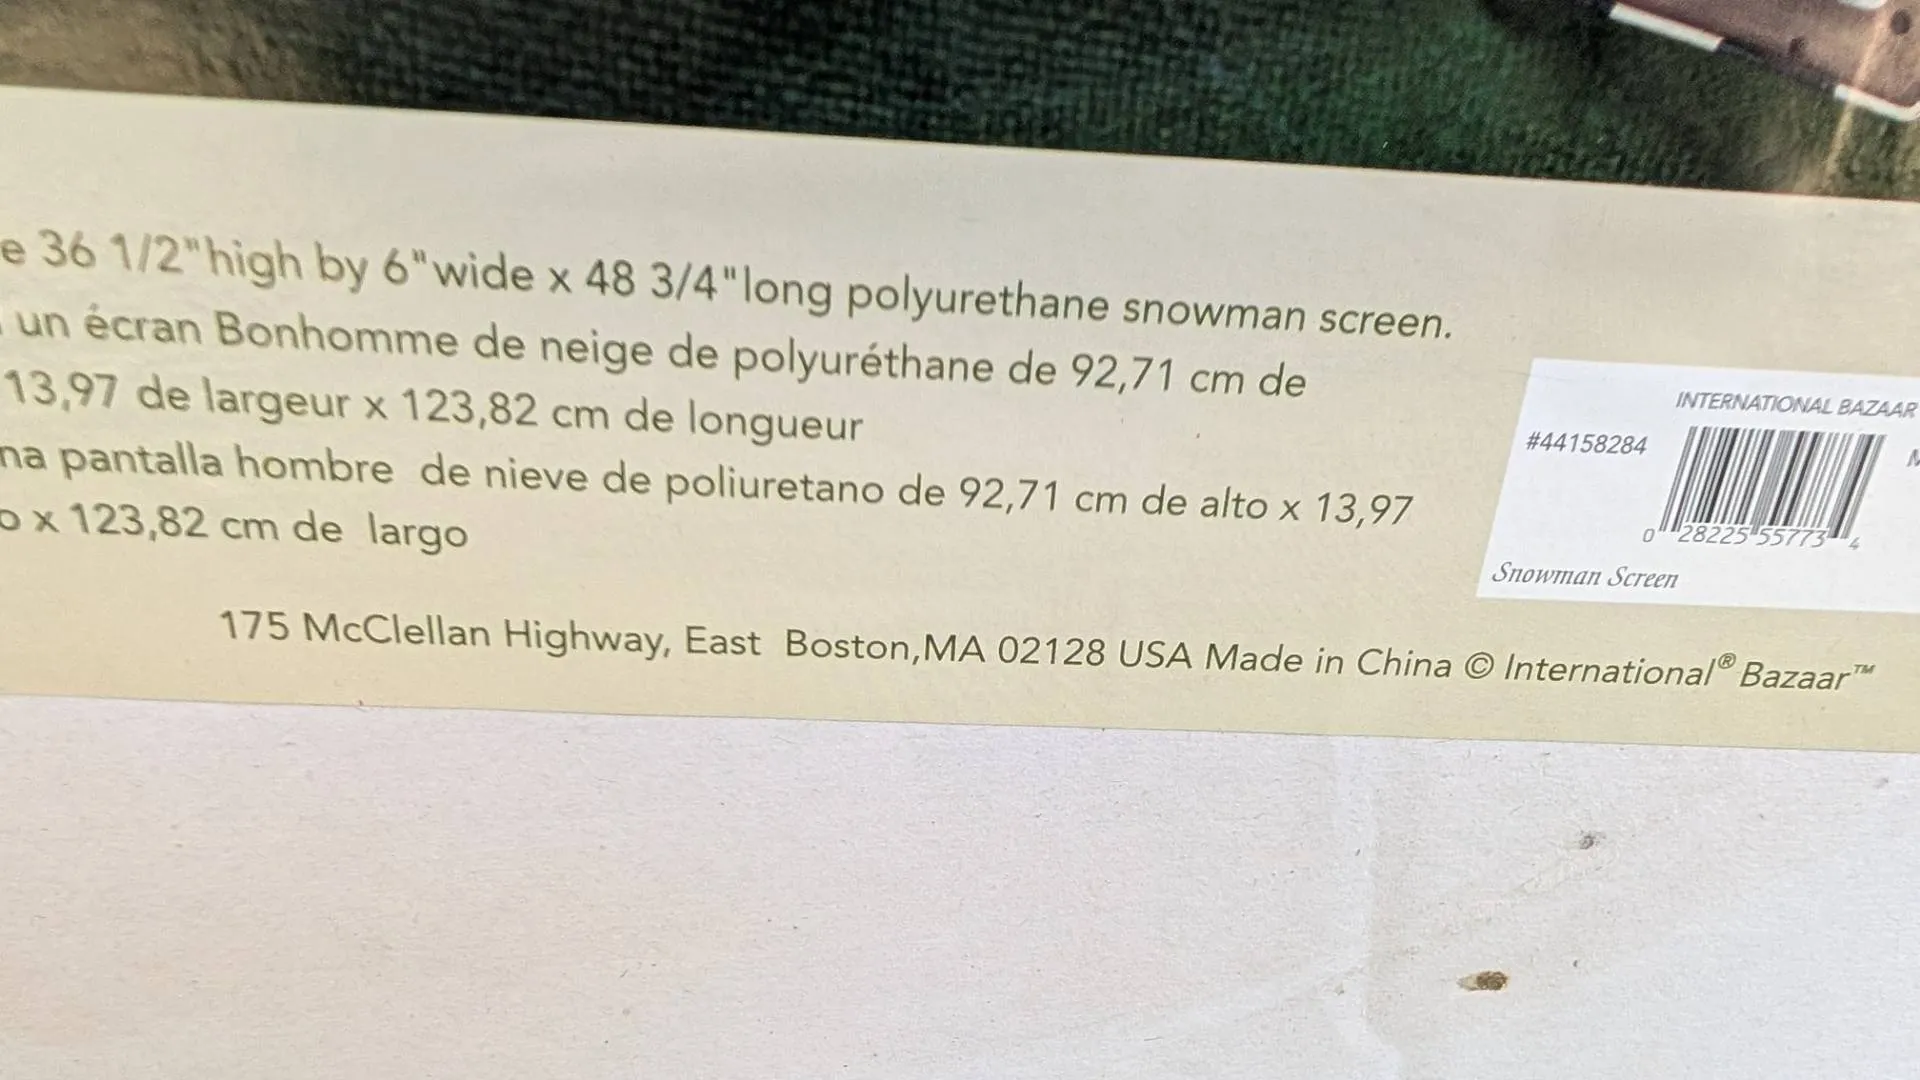 e 36 1/2"high by 6"wide x 48 3/4"long polyurethane snowman screen.
un écran Bonhomme de neige de polyuréthane de 92,71 cm de
13,97 de largeur x 123,82 cm de longueur
na pantalla hombre de nieve de poliuretano de 92,71 cm de alto x 13,97
o x 123,82 cm de largo
175 McClellan Highway, East Boston,MA 02128 USA Made in China © International® Bazaar™
INTERNATIONAL BAZAAR
#44158284
0 28225 55773 4
Snowman Screen